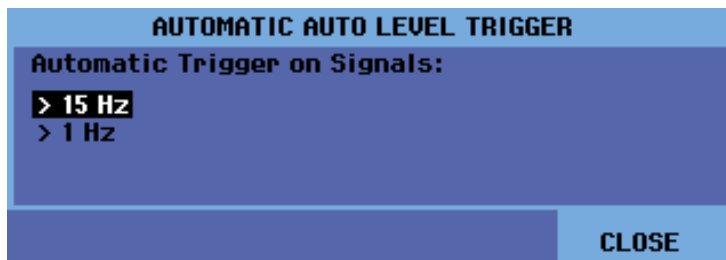 AUTOMATIC AUTO LEVEL TRIGGER
Automatic Trigger on Signals:
> 15 Hz
> 1 Hz
CLOSE